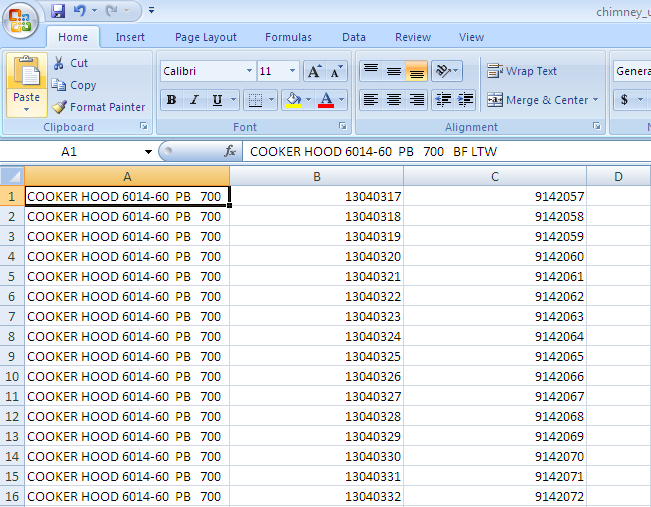 chimney_u
Home Insert Page Layout Formulas Data Review View
Paste
Cut
Copy
Format Painter
Clipboard
Calibri 11
B I U
A
Font
Wrap Text
Merge & Center
Alignment
Genera
$
A1 fx COOKER HOOD 6014-60 PB 700 BF LTW
A B C D
1 COOKER HOOD 6014-60 PB 700 13040317 9142057
2 COOKER HOOD 6014-60 PB 700 13040318 9142058
3 COOKER HOOD 6014-60 PB 700 13040319 9142059
4 COOKER HOOD 6014-60 PB 700 13040320 9142060
5 COOKER HOOD 6014-60 PB 700 13040321 9142061
6 COOKER HOOD 6014-60 PB 700 13040322 9142062
7 COOKER HOOD 6014-60 PB 700 13040323 9142063
8 COOKER HOOD 6014-60 PB 700 13040324 9142064
9 COOKER HOOD 6014-60 PB 700 13040325 9142065
10 COOKER HOOD 6014-60 PB 700 13040326 9142066
11 COOKER HOOD 6014-60 PB 700 13040327 9142067
12 COOKER HOOD 6014-60 PB 700 13040328 9142068
13 COOKER HOOD 6014-60 PB 700 13040329 9142069
14 COOKER HOOD 6014-60 PB 700 13040330 9142070
15 COOKER HOOD 6014-60 PB 700 13040331 9142071
16 COOKER HOOD 6014-60 PB 700 13040332 9142072